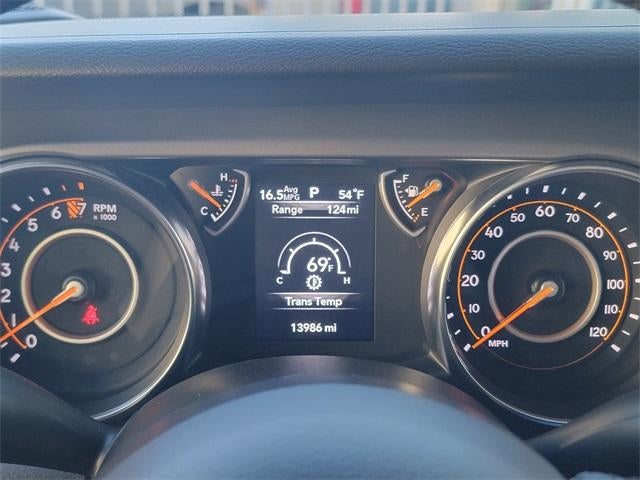 RPM
x 1000
0
1
2
3
4
5
6
7
H
C
16.5 Avg MPG P 54°F
Range 124mi
69°F
C H
Trans Temp
13986 mi
F
E
0
10
20
30
40
50
60
70
80
90
100
110
120
MPH